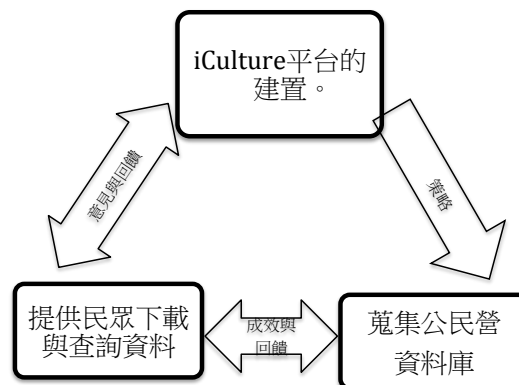 iCulture平台的
建置。
意見與回饋
策略
提供民眾下載
與查詢資料
成效與
回饋
蒐集公民營
資料庫